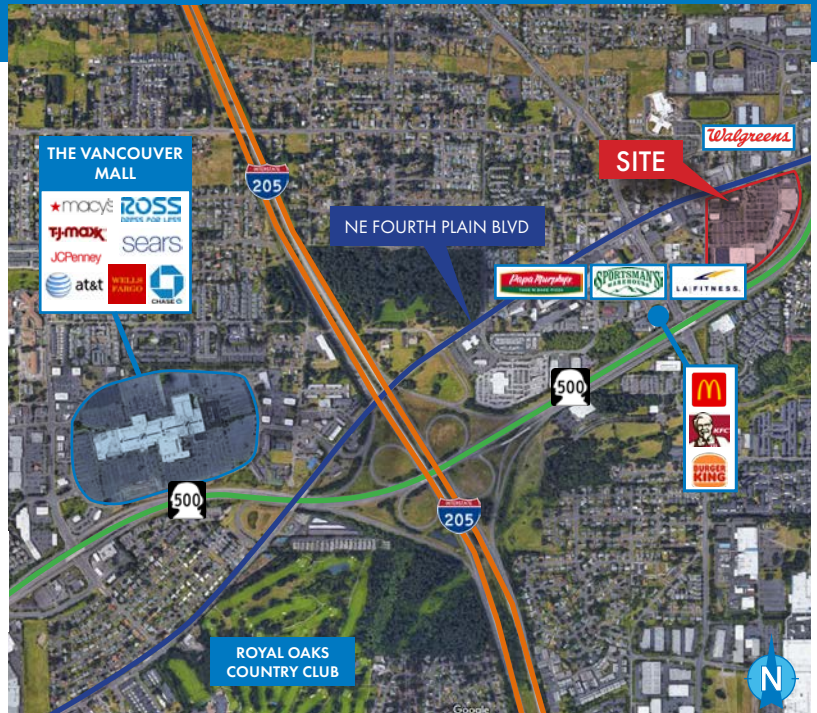 THE VANCOUVER
MALL
macy's
ROSS
DRESS FOR LESS
T.J.maxx
sears
JCPenney
at&t
WELLS
FARGO
CHASE
INTERSTATE
205
NE FOURTH PLAIN BLVD
Walgreens
SITE
Papa Murphy's
TAKE 'N' BAKE PIZZA
SPORTSMAN'S
WAREHOUSE
LA FITNESS.
500
KFC
BURGER
KING
500
INTERSTATE
205
ROYAL OAKS
COUNTRY CLUB
N
Google